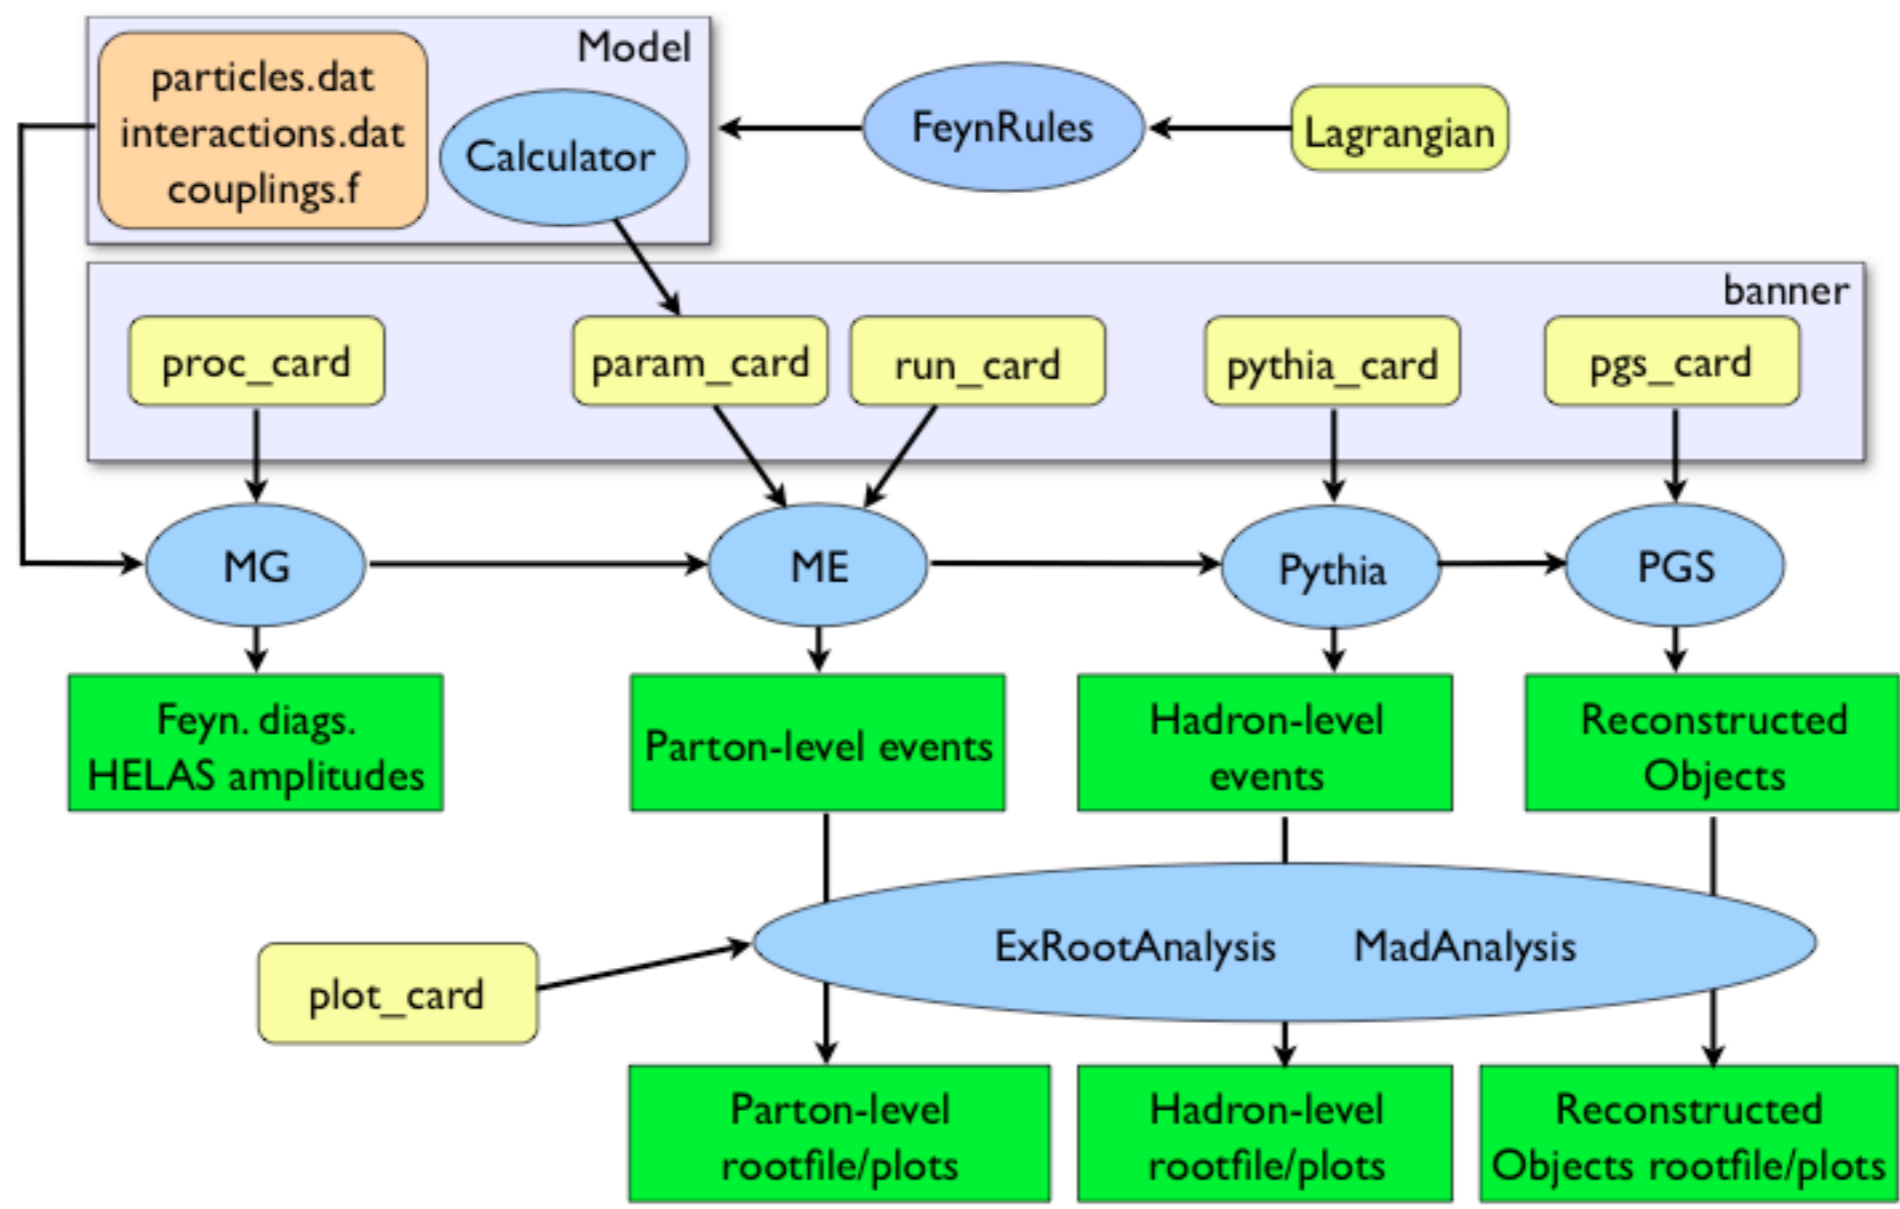 Model
particles.dat
interactions.dat
couplings.f
Calculator
FeynRules
Lagrangian
banner
proc_card
param_card
run_card
pythia_card
pgs_card
MG
ME
Pythia
PGS
Feyn. diags.
HELAS amplitudes
Parton-level events
Hadron-level
events
Reconstructed
Objects
ExRootAnalysis
MadAnalysis
plot_card
Parton-level
rootfile/plots
Hadron-level
rootfile/plots
Reconstructed
Objects rootfile/plots